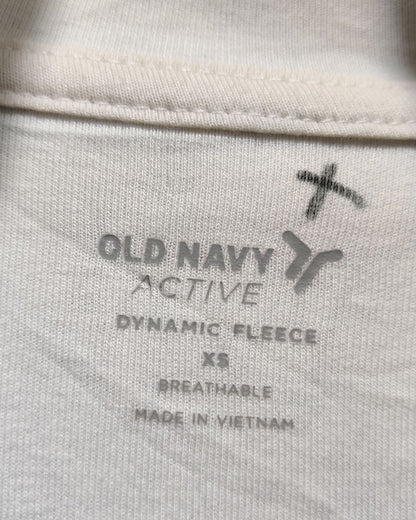 OLD NAVY
ACTIVE
DYNAMIC FLEECE
XS
BREATHABLE
MADE IN VIETNAM